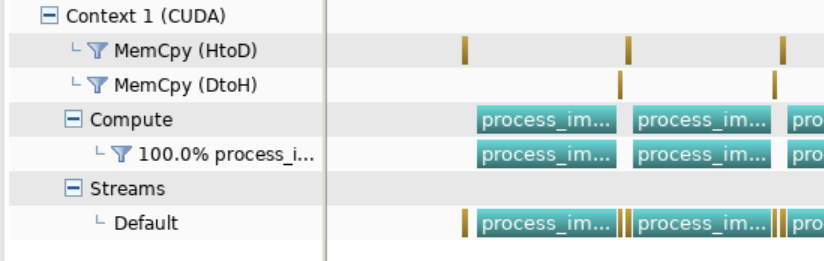 Context 1 (CUDA)
MemCpy (HtoD)
MemCpy (DtoH)
Compute process_im... process_im... pro
100.0% process_i... process_im... process_im... pro
Streams
Default process_im... process_im... pro